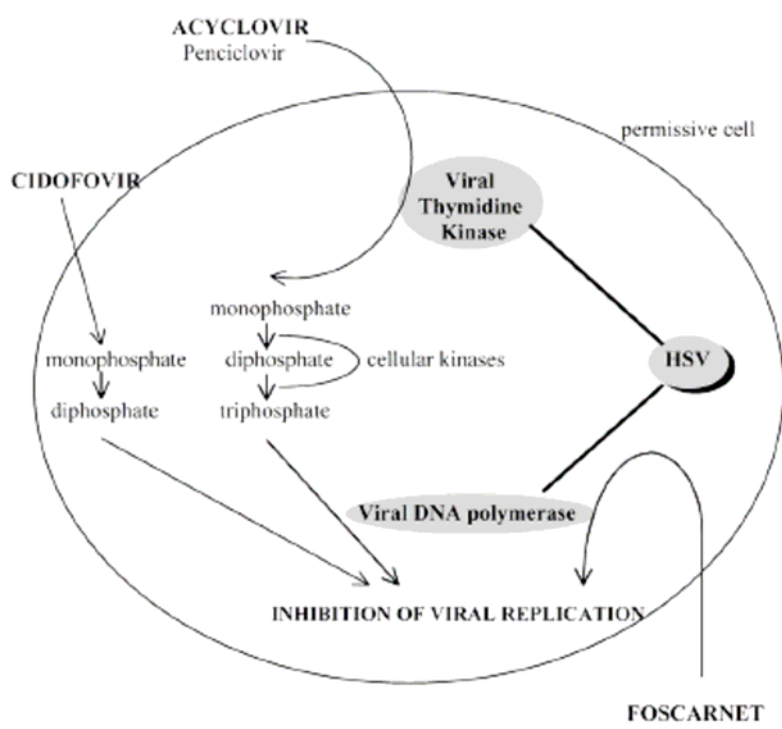 ACYCLOVIR
Penciclovir
permissive cell
CIDOFOVIR
Viral
Thymidine
Kinase
monophosphate
monophosphate
diphosphate
cellular kinases
HSV
diphosphate
triphosphate
Viral DNA polymerase
INHIBITION OF VIRAL REPLICATION
FOSCARNET